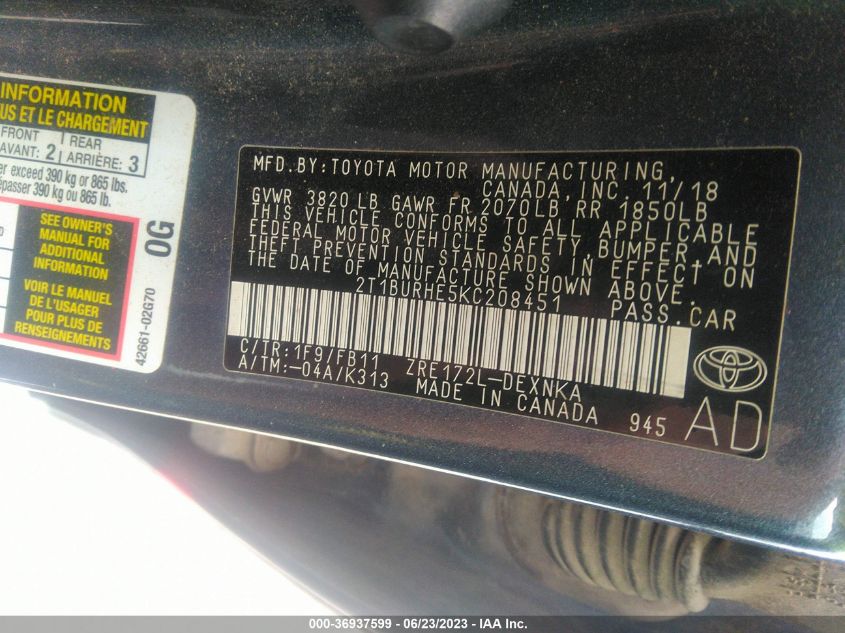 INFORMATION
US ET LE CHARGEMENT
FRONT
AVANT: 2
REAR
ARRIÈRE: 3
exceed 390 kg or 865 lbs.
épasser 390 kg ou 865 lb.
SEE OWNER'S
MANUAL FOR
ADDITIONAL
INFORMATION
VOIR LE MANUEL
DE L'USAGER
POUR PLUS DE
RENSEIGNEMENTS
0G
42661-02G70
MFD.BY:TOYOTA MOTOR MANUFACTURING,
CANADA, INC. 11/18
GVWR 3820 LB GAWR FR 2070LB RR 1850LB
THIS VEHICLE CONFORMS TO ALL APPLICABLE
FEDERAL MOTOR VEHICLE SAFETY, BUMPER, AND
THEFT PREVENTION STANDARDS IN EFFECT ON
THE DATE OF MANUFACTURE SHOWN ABOVE.
2T1BURHE5KC208451 PASS.CAR
C/TR:1F9/FB11 ZRE172L-DEXNKA
A/TM:-04A/K313 MADE IN CANADA 945
AD
000-36937599 - 06/23/2023 - IAA Inc.